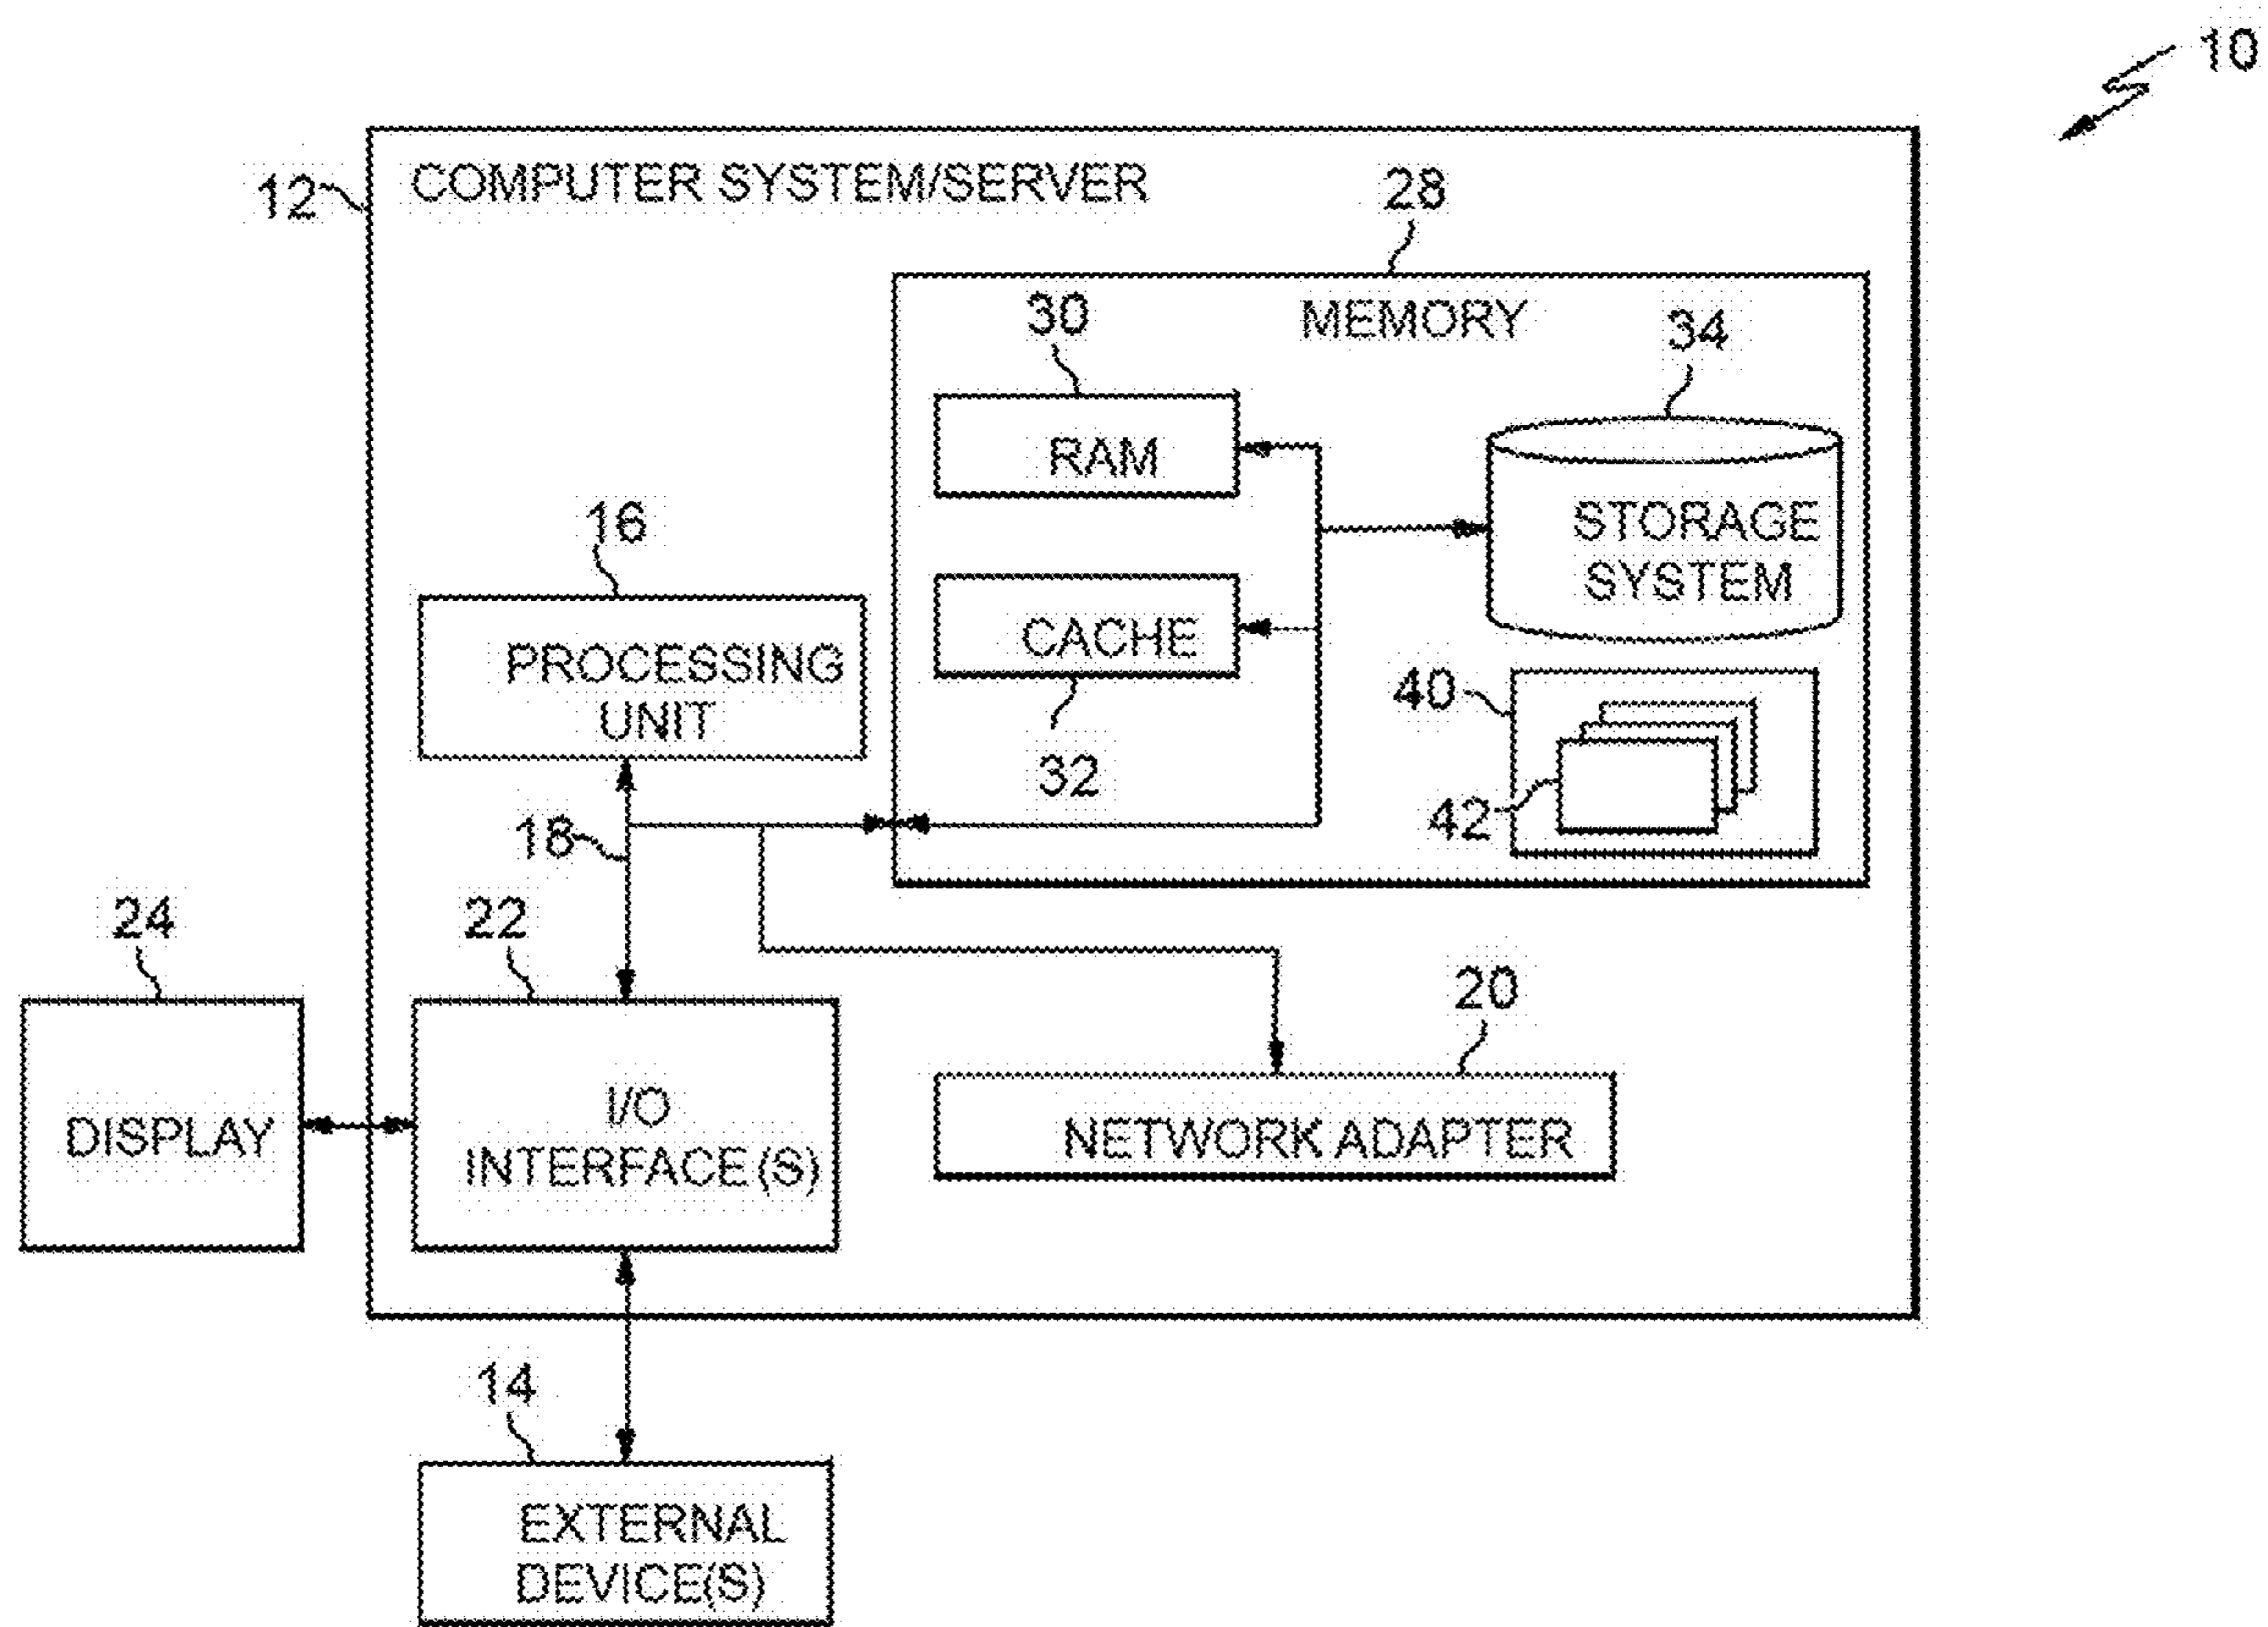 10
12
COMPUTER SYSTEM/SERVER
28
30
MEMORY
34
RAM
16
STORAGE
SYSTEM
CACHE
PROCESSING
UNIT
40
32
42
18
24
22
20
DISPLAY
I/O
INTERFACE(S)
NETWORK ADAPTER
14
EXTERNAL
DEVICE(S)